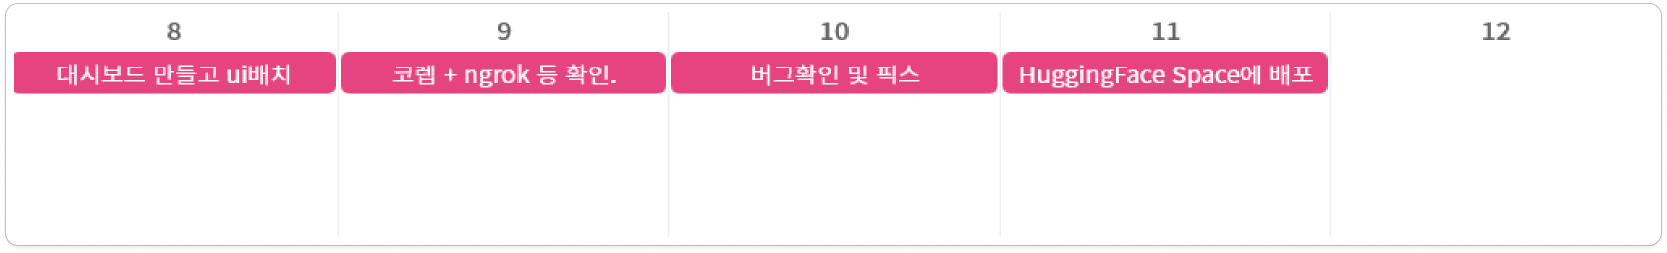 8
9
10
11
12
대시보드 만들고 ui배치
코렙 + ngrok 등 확인.
버그확인 및 픽스
HuggingFace Space에 배포